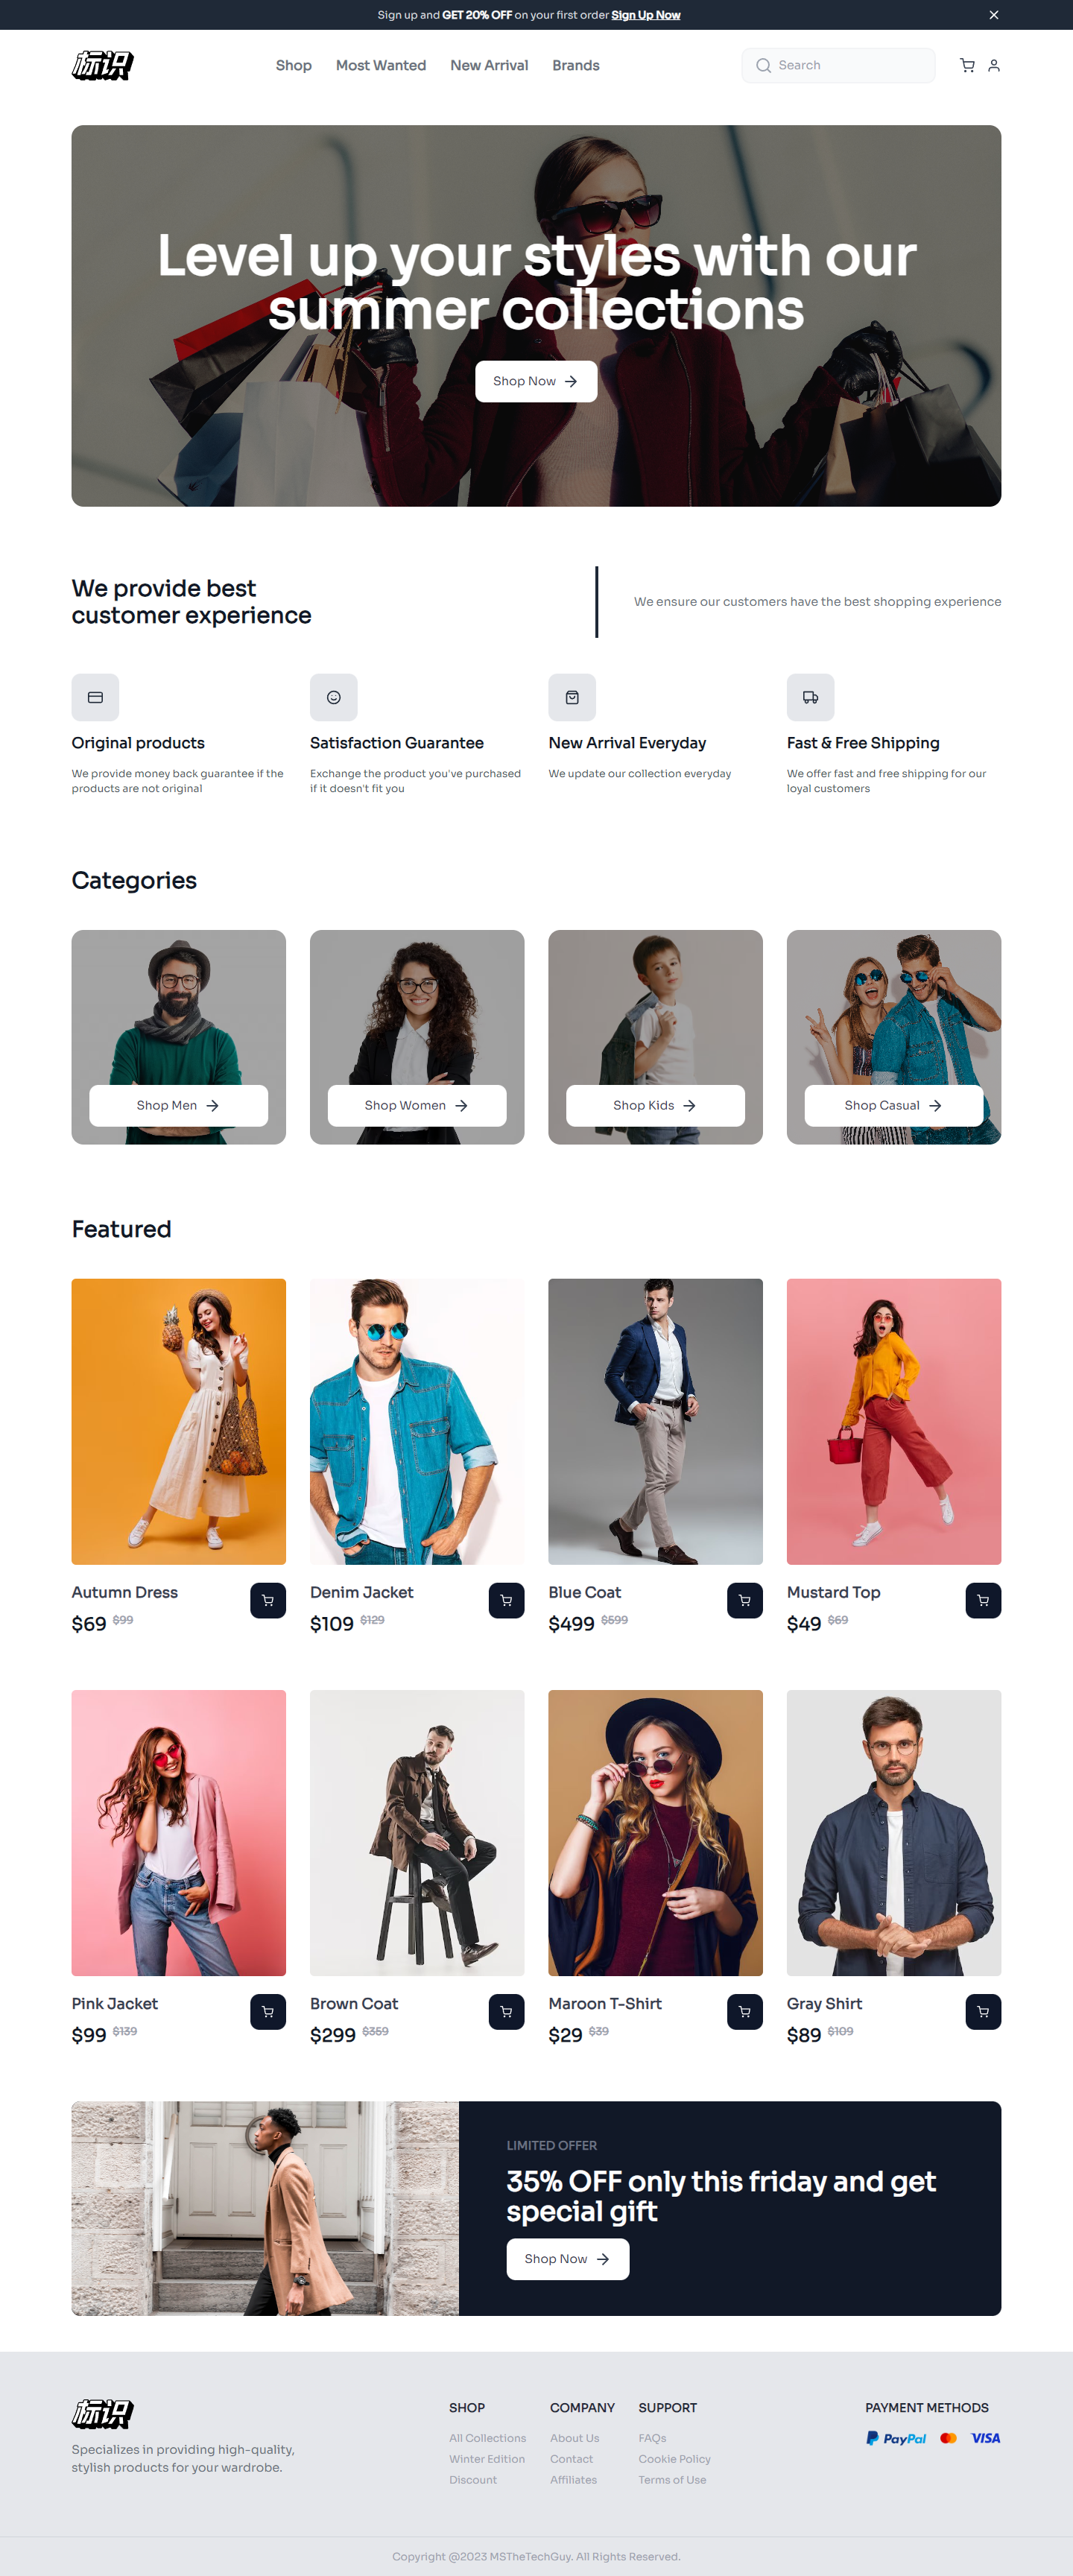 Sign up and GET 20% OFF on your first order Sign Up Now
标识
Shop
Most Wanted
New Arrival
Brands
Search
Level up your styles with our
summer collections
Shop Now
We provide best
customer experience
We ensure our customers have the best shopping experience
Original products
We provide money back guarantee if the
products are not original
Satisfaction Guarantee
Exchange the product you've purchased
if it doesn't fit you
New Arrival Everyday
We update our collection everyday
Fast & Free Shipping
We offer fast and free shipping for our
loyal customers
Categories
Shop Men
Shop Women
Shop Kids
Shop Casual
Featured
Autumn Dress
$69 $99
Denim Jacket
$109 $129
Blue Coat
$499 $599
Mustard Top
$49 $69
Pink Jacket
$99 $139
Brown Coat
$299 $359
Maroon T-Shirt
$29 $39
Gray Shirt
$89 $109
LIMITED OFFER
35% OFF only this friday and get
special gift
Shop Now
标识
Specializes in providing high-quality,
stylish products for your wardrobe.
SHOP
All Collections
Winter Edition
Discount
COMPANY
About Us
Contact
Affiliates
SUPPORT
FAQs
Cookie Policy
Terms of Use
PAYMENT METHODS
PayPal
VISA
Copyright @2023 MSTheTechGuy. All Rights Reserved.